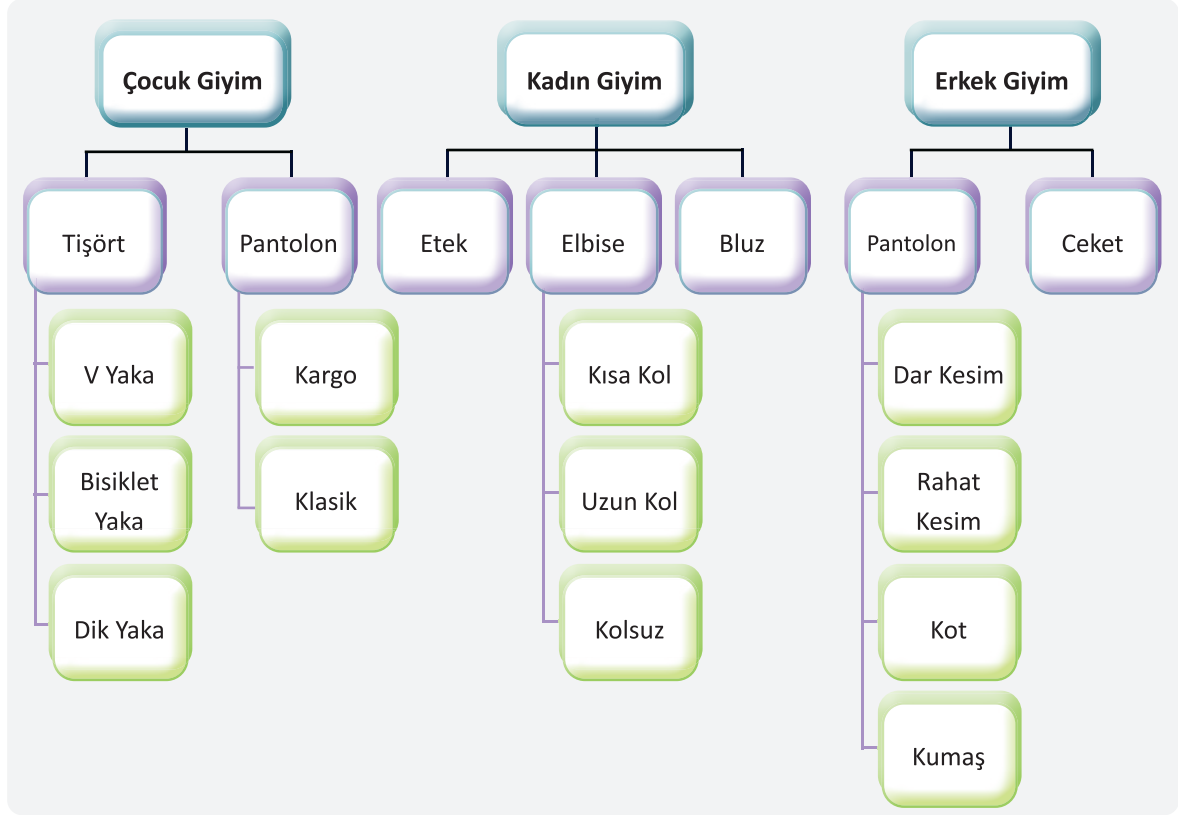 Çocuk Giyim
Kadın Giyim
Erkek Giyim
Tişört
Pantolon
Etek
Elbise
Bluz
Pantolon
Ceket
V Yaka
Kargo
Kısa Kol
Dar Kesim
Bisiklet
Yaka
Klasik
Uzun Kol
Rahat
Kesim
Dik Yaka
Kolsuz
Kot
Kumaş